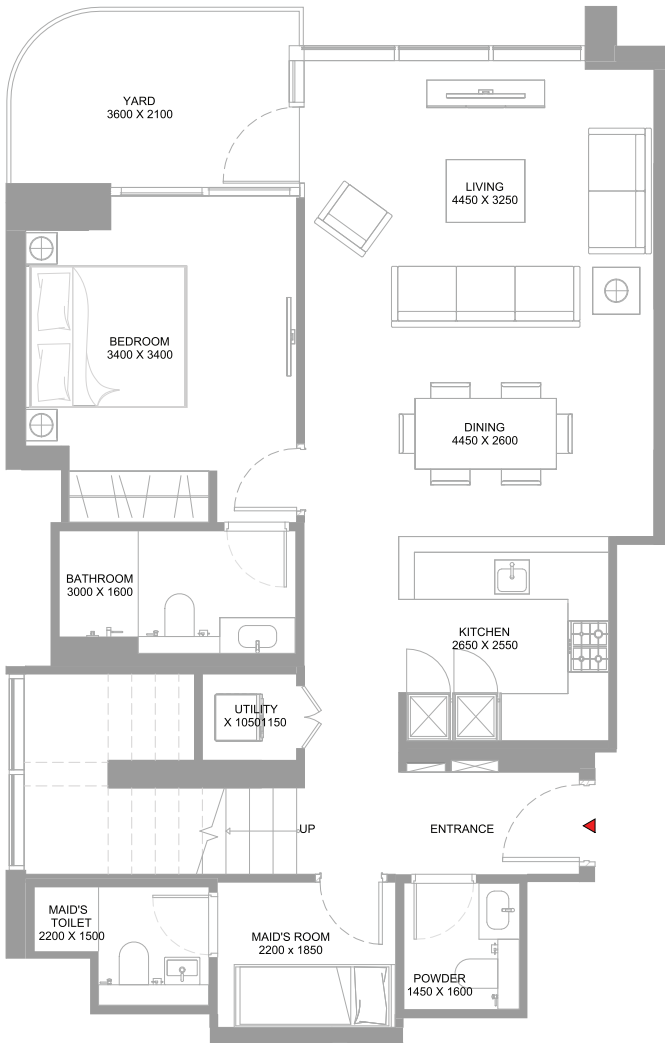 YARD
3600 X 2100
LIVING
4450 X 3250
BEDROOM
3400 X 3400
DINING
4450 X 2600
BATHROOM
3000 X 1600
KITCHEN
2650 X 2550
UTILITY
X 10501150
UP
ENTRANCE
MAID'S
TOILET
2200 X 1500
MAID'S ROOM
2200 x 1850
POWDER
1450 X 1600